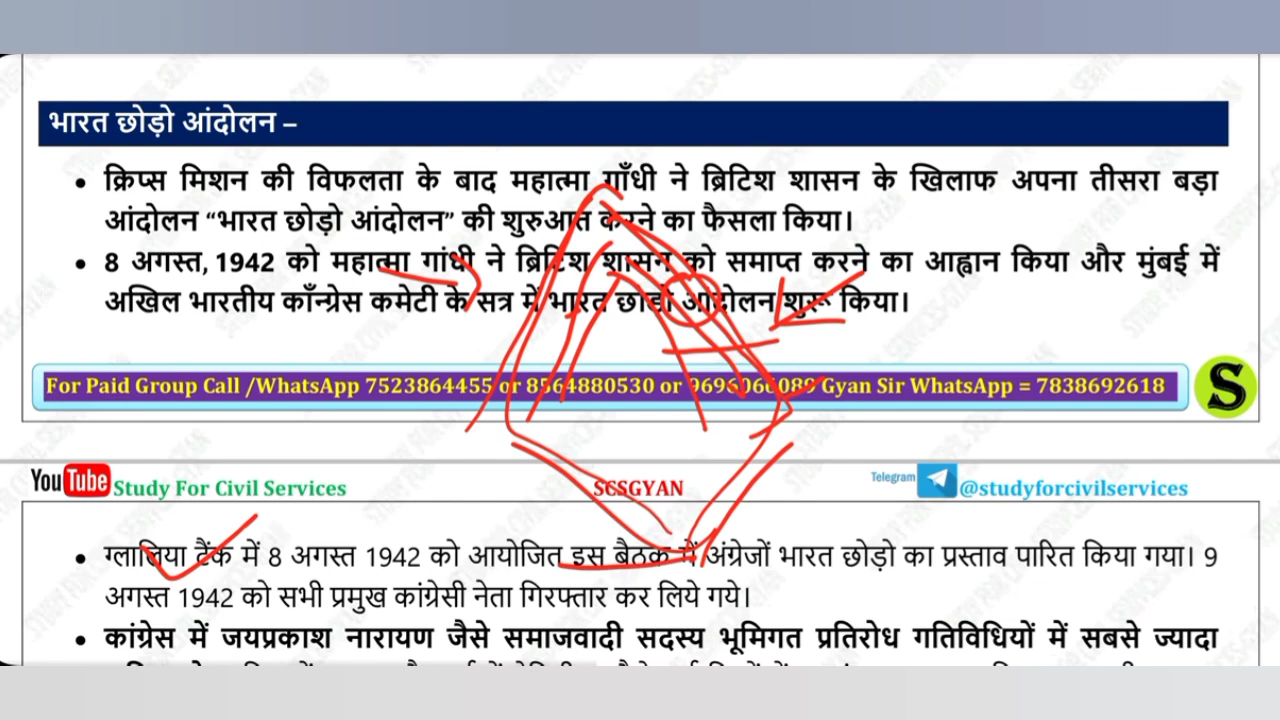 भारत छोड़ो आंदोलन –
• क्रिप्स मिशन की विफलता के बाद महात्मा गाँधी ने ब्रिटिश शासन के खिलाफ अपना तीसरा बड़ा
आंदोलन “भारत छोड़ो आंदोलन” की शुरुआत करने का फैसला किया।
• 8 अगस्त, 1942 को महात्मा गांधी ने ब्रिटिश शासन को समाप्त करने का आह्वान किया और मुंबई में
अखिल भारतीय काँन्ग्रेस कमेटी के सत्र में भारत छोड़ो आंदोलन शुरू किया।
For Paid Group Call /WhatsApp 7523864455 or 8564880530 or 9696066089 Gyan Sir WhatsApp = 7838692618
S
YouTube Study For Civil Services SCSGYAN Telegram @studyforcivilservices
• ग्लालिया टैंक में 8 अगस्त 1942 को आयोजित इस बैठक में अंग्रेजों भारत छोड़ो का प्रस्ताव पारित किया गया। 9
अगस्त 1942 को सभी प्रमुख कांग्रेसी नेता गिरफ्तार कर लिये गये।
• कांग्रेस में जयप्रकाश नारायण जैसे समाजवादी सदस्य भूमिगत प्रतिरोध गतिविधियों में सबसे ज्यादा